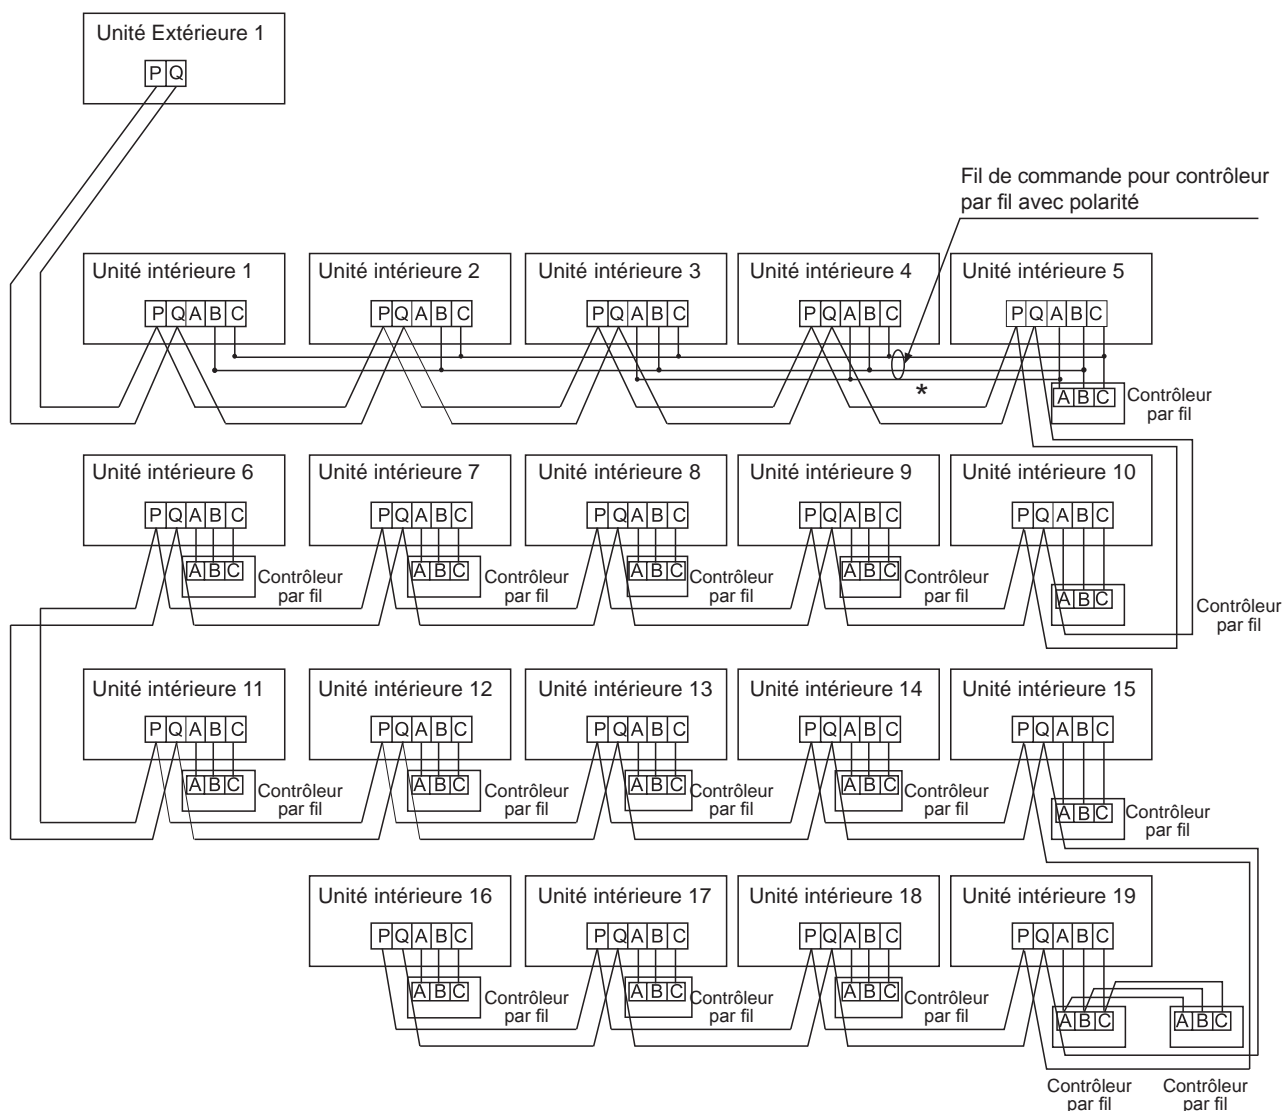 Unité Extérieure 1
P Q
Fil de commande pour contrôleur
par fil avec polarité
Unité intérieure 1
Unité intérieure 2
Unité intérieure 3
Unité intérieure 4
Unité intérieure 5
P Q A B C
P Q A B C
P Q A B C
P Q A B C
P Q A B C
*
A B C
Contrôleur
par fil
Unité intérieure 6
Unité intérieure 7
Unité intérieure 8
Unité intérieure 9
Unité intérieure 10
P Q A B C
P Q A B C
P Q A B C
P Q A B C
P Q A B C
A B C
Contrôleur
par fil
A B C
Contrôleur
par fil
A B C
Contrôleur
par fil
A B C
Contrôleur
par fil
A B C
Contrôleur
par fil
Unité intérieure 11
Unité intérieure 12
Unité intérieure 13
Unité intérieure 14
Unité intérieure 15
P Q A B C
P Q A B C
P Q A B C
P Q A B C
P Q A B C
A B C
Contrôleur
par fil
A B C
Contrôleur
par fil
A B C
Contrôleur
par fil
A B C
Contrôleur
par fil
A B C
Contrôleur
par fil
Unité intérieure 16
Unité intérieure 17
Unité intérieure 18
Unité intérieure 19
P Q A B C
P Q A B C
P Q A B C
P Q A B C
A B C
Contrôleur
par fil
A B C
Contrôleur
par fil
A B C
Contrôleur
par fil
A B C
A B C
Contrôleur
par fil
Contrôleur
par fil